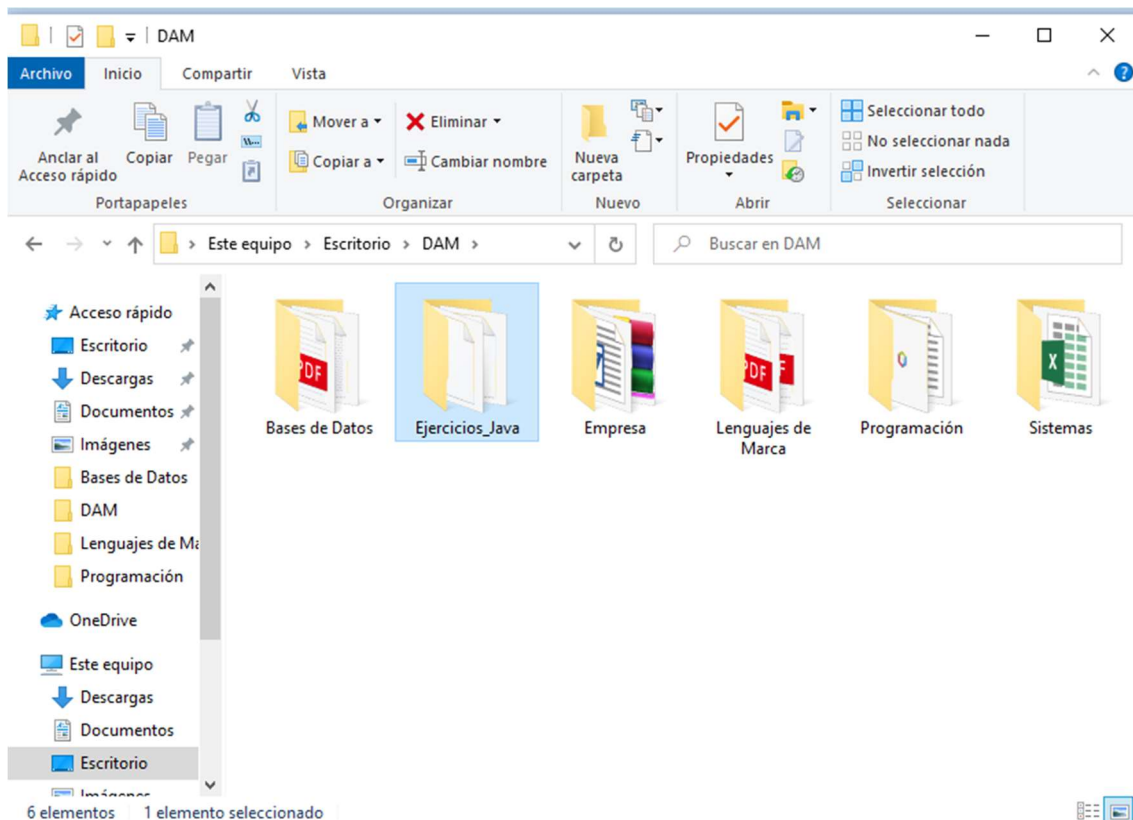 DAM
Archivo Inicio Compartir Vista
Anclar al
Acceso rápido
Copiar
Pegar
Mover a
Copiar a
Eliminar
Cambiar nombre
Nueva
carpeta
Propiedades
Seleccionar todo
No seleccionar nada
Invertir selección
Portapapeles Organizar Nuevo Abrir Seleccionar
Este equipo > Escritorio > DAM >
Buscar en DAM
Acceso rápido
Escritorio
Descargas
Documentos
Imágenes
Bases de Datos
DAM
Lenguajes de Ma
Programación
OneDrive
Este equipo
Descargas
Documentos
Escritorio
Imágenes
PDF
PDF
X
Bases de Datos
Ejercicios_Java
Empresa
Lenguajes de
Marca
Programación
Sistemas
6 elementos 1 elemento seleccionado